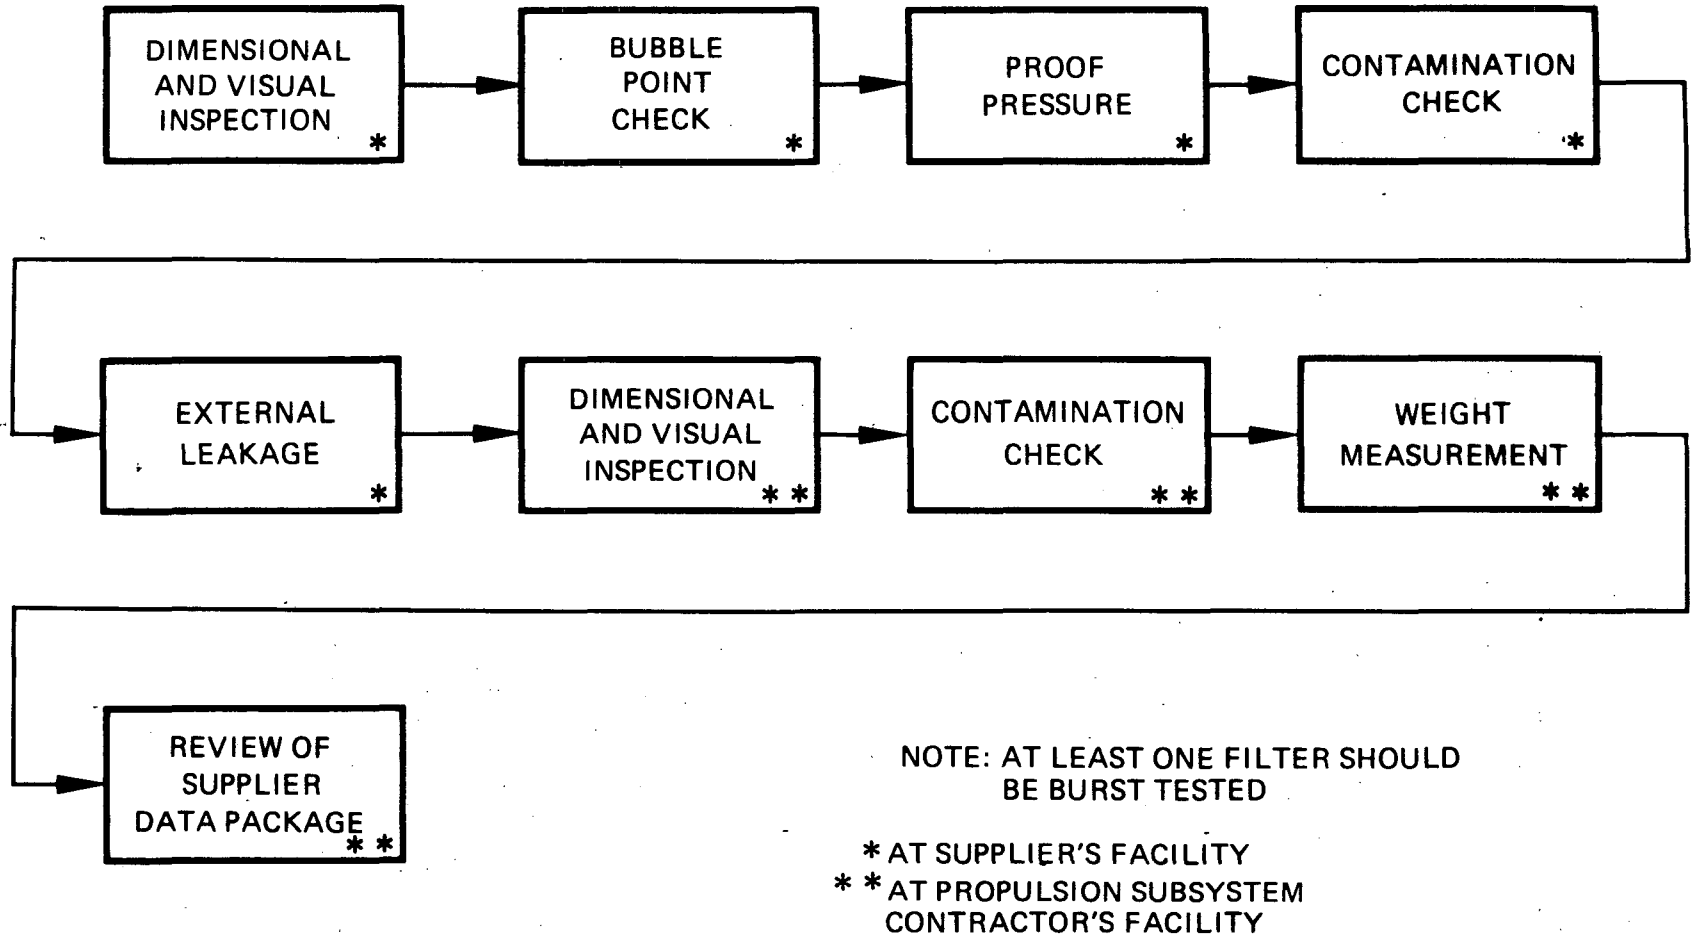 DIMENSIONAL
AND VISUAL
INSPECTION
*
BUBBLE
POINT
CHECK
*
PROOF
PRESSURE
*
CONTAMINATION
CHECK
*
EXTERNAL
LEAKAGE
*
DIMENSIONAL
AND VISUAL
INSPECTION
* *
CONTAMINATION
CHECK
* *
WEIGHT
MEASUREMENT
* *
REVIEW OF
SUPPLIER
DATA PACKAGE
* *
NOTE: AT LEAST ONE FILTER SHOULD
BE BURST TESTED
* AT SUPPLIER'S FACILITY
* * AT PROPULSION SUBSYSTEM
CONTRACTOR'S FACILITY